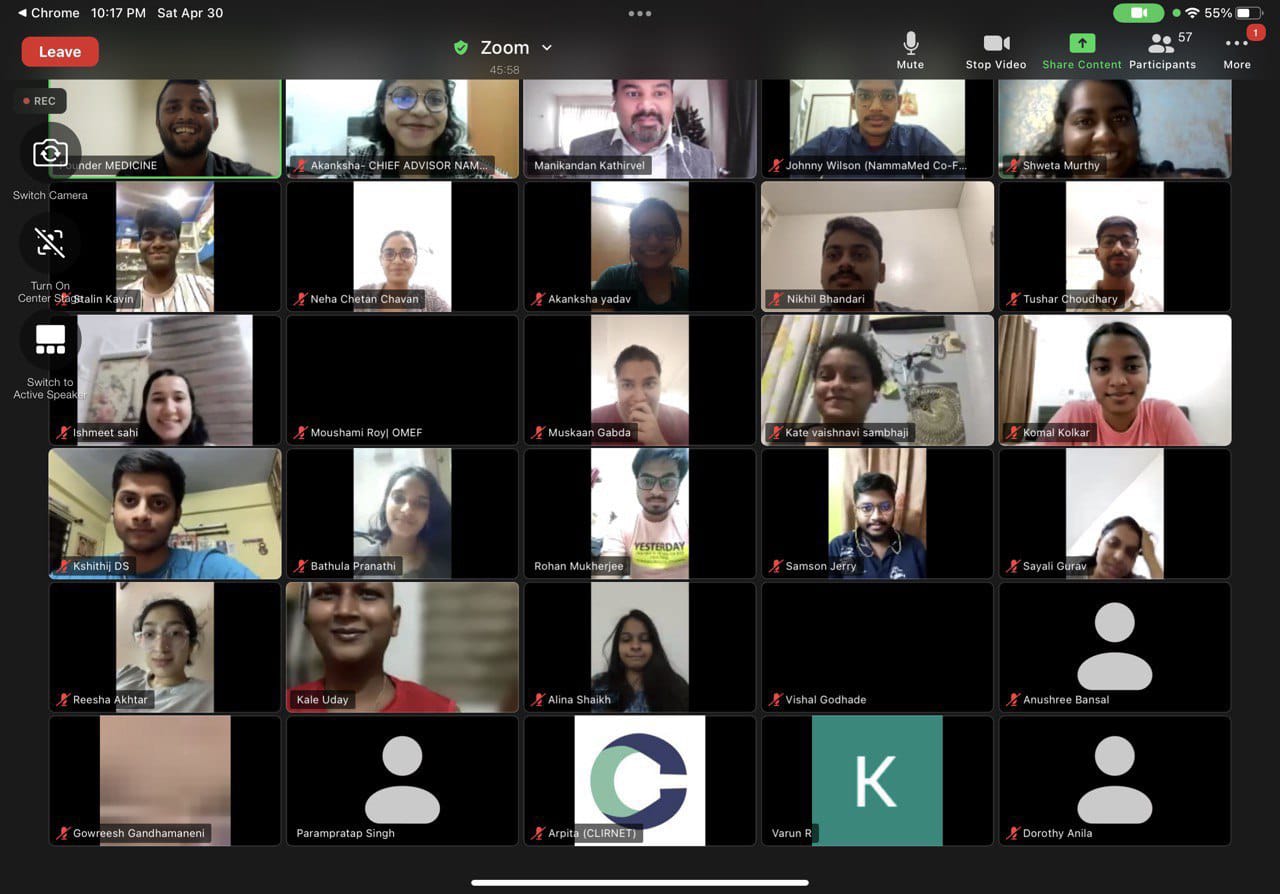 Chrome 10:17 PM Sat Apr 30
55%
Leave
Zoom
45:58
Mute
Stop Video
Share Content
57
Participants
1
More
REC
Switch Camera
Turn On
Center Stage
Switch to
Active Speaker
ounder MEDICINE
Akanksha- CHIEF ADVISOR NAM...
Manikandan Kathirvel
Johnny Wilson (NammaMed Co-F...
Shweta Murthy
Stalin Kavin
Neha Chetan Chavan
Akanksha yadav
Nikhil Bhandari
Tushar Choudhary
Ishmeet sahi
Moushami Roy| OMEF
Muskaan Gabda
Kate vaishnavi sambhaji
Komal Kolkar
Kshithij DS
Bathula Pranathi
YESTERDAY
Rohan Mukherjee
Samson Jerry
Sayali Gurav
Reesha Akhtar
Kale Uday
Alina Shaikh
Vishal Godhade
Anushree Bansal
Gowreesh Gandhamaneni
Parampratap Singh
Arpita (CLIRNET)
K
Varun R
Dorothy Anila